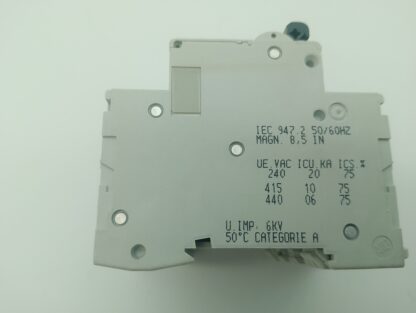 IEC 947.2 50/60HZ
MAGN. 8,5 IN
UE.VAC ICU.KA ICS.%
240 20 75
415 10 75
440 06 75
U.IMP. 6KV
50°C CATEGORIE A